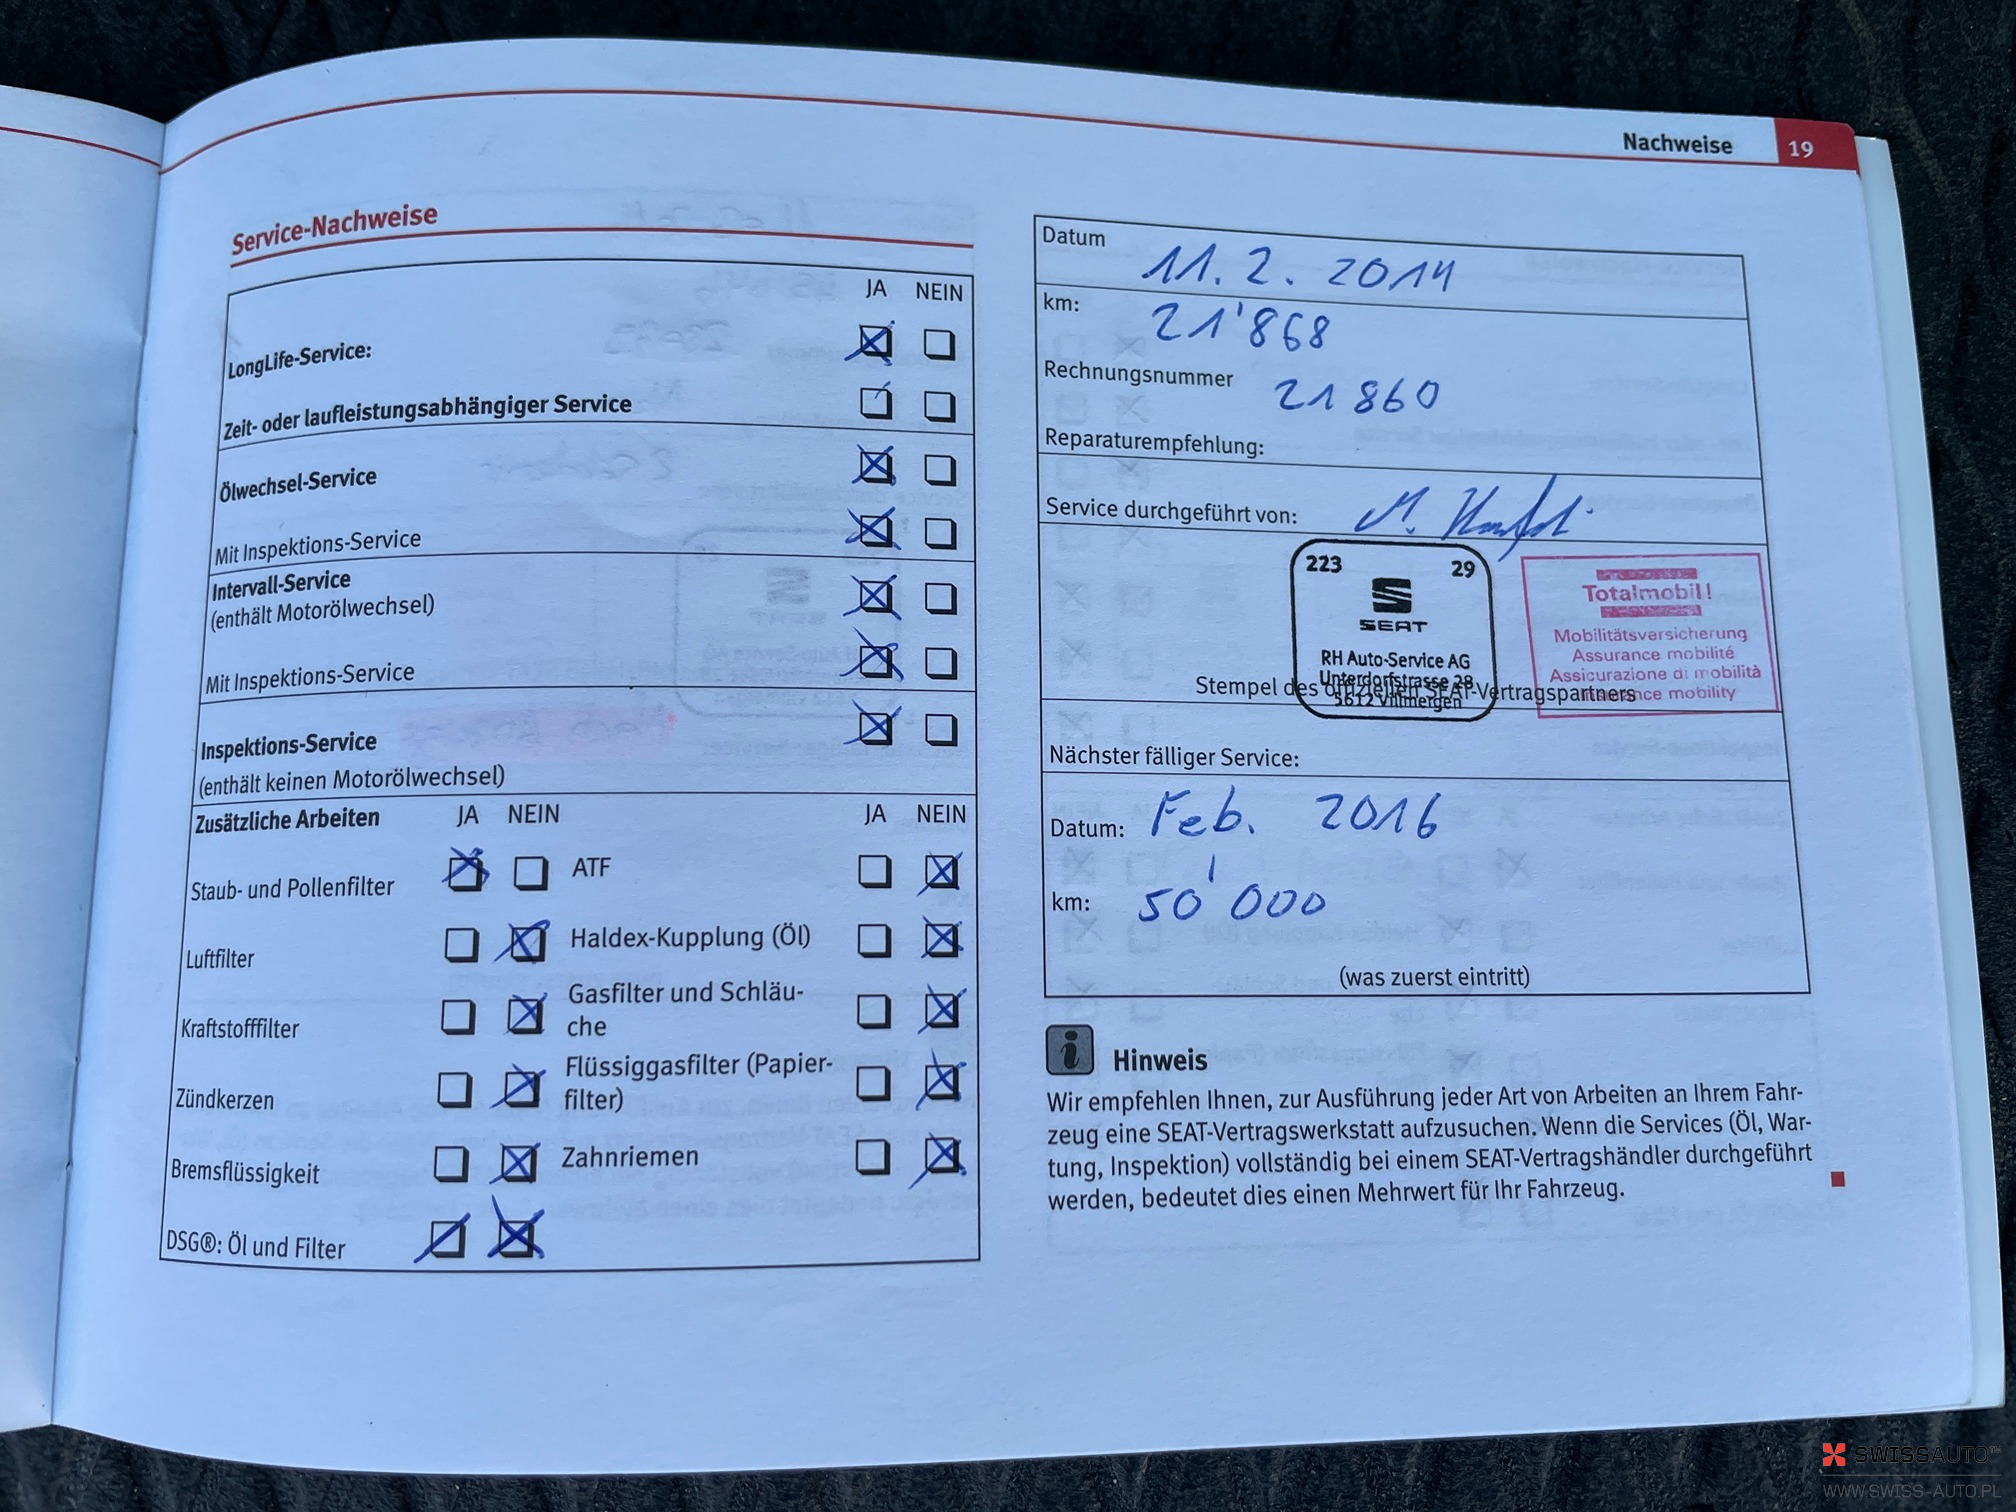 Nachweise 19
Service-Nachweise
JA NEIN
LongLife-Service:
Zeit- oder laufleistungsabhängiger Service
Ölwechsel-Service
Mit Inspektions-Service
Intervall-Service
(enthält Motorölwechsel)
Mit Inspektions-Service
Inspektions-Service
(enthält keinen Motorölwechsel)
Zusätzliche Arbeiten JA NEIN JA NEIN
Staub- und Pollenfilter ATF
Luftfilter Haldex-Kupplung (Öl)
Kraftstofffilter Gasfilter und Schläu-
che
Zündkerzen Flüssiggasfilter (Papier-
filter)
Bremsflüssigkeit Zahnriemen
DSG®: Öl und Filter
Datum 11. 2. 2014
km: 21'868
Rechnungsnummer 21860
Reparaturempfehlung:
Service durchgeführt von:
223 29
SEAT
RH Auto-Service AG
Unterdorfstrasse 28
5612 Villmergen
Totalmobil!
Mobilitätsversicherung
Assurance mobilité
Assicurazione di mobilità
Insurance mobility
Stempel des offiziellen SEAT-Vertragspartners
Nächster fälliger Service:
Datum: Feb. 2016
km: 50'000
(was zuerst eintritt)
i Hinweis
Wir empfehlen Ihnen, zur Ausführung jeder Art von Arbeiten an Ihrem Fahr-
zeug eine SEAT-Vertragswerkstatt aufzusuchen. Wenn die Services (Öl, War-
tung, Inspektion) vollständig bei einem SEAT-Vertragshändler durchgeführt
werden, bedeutet dies einen Mehrwert für Ihr Fahrzeug.
SWISSAUTO
WWW.SWISS-AUTO.PL